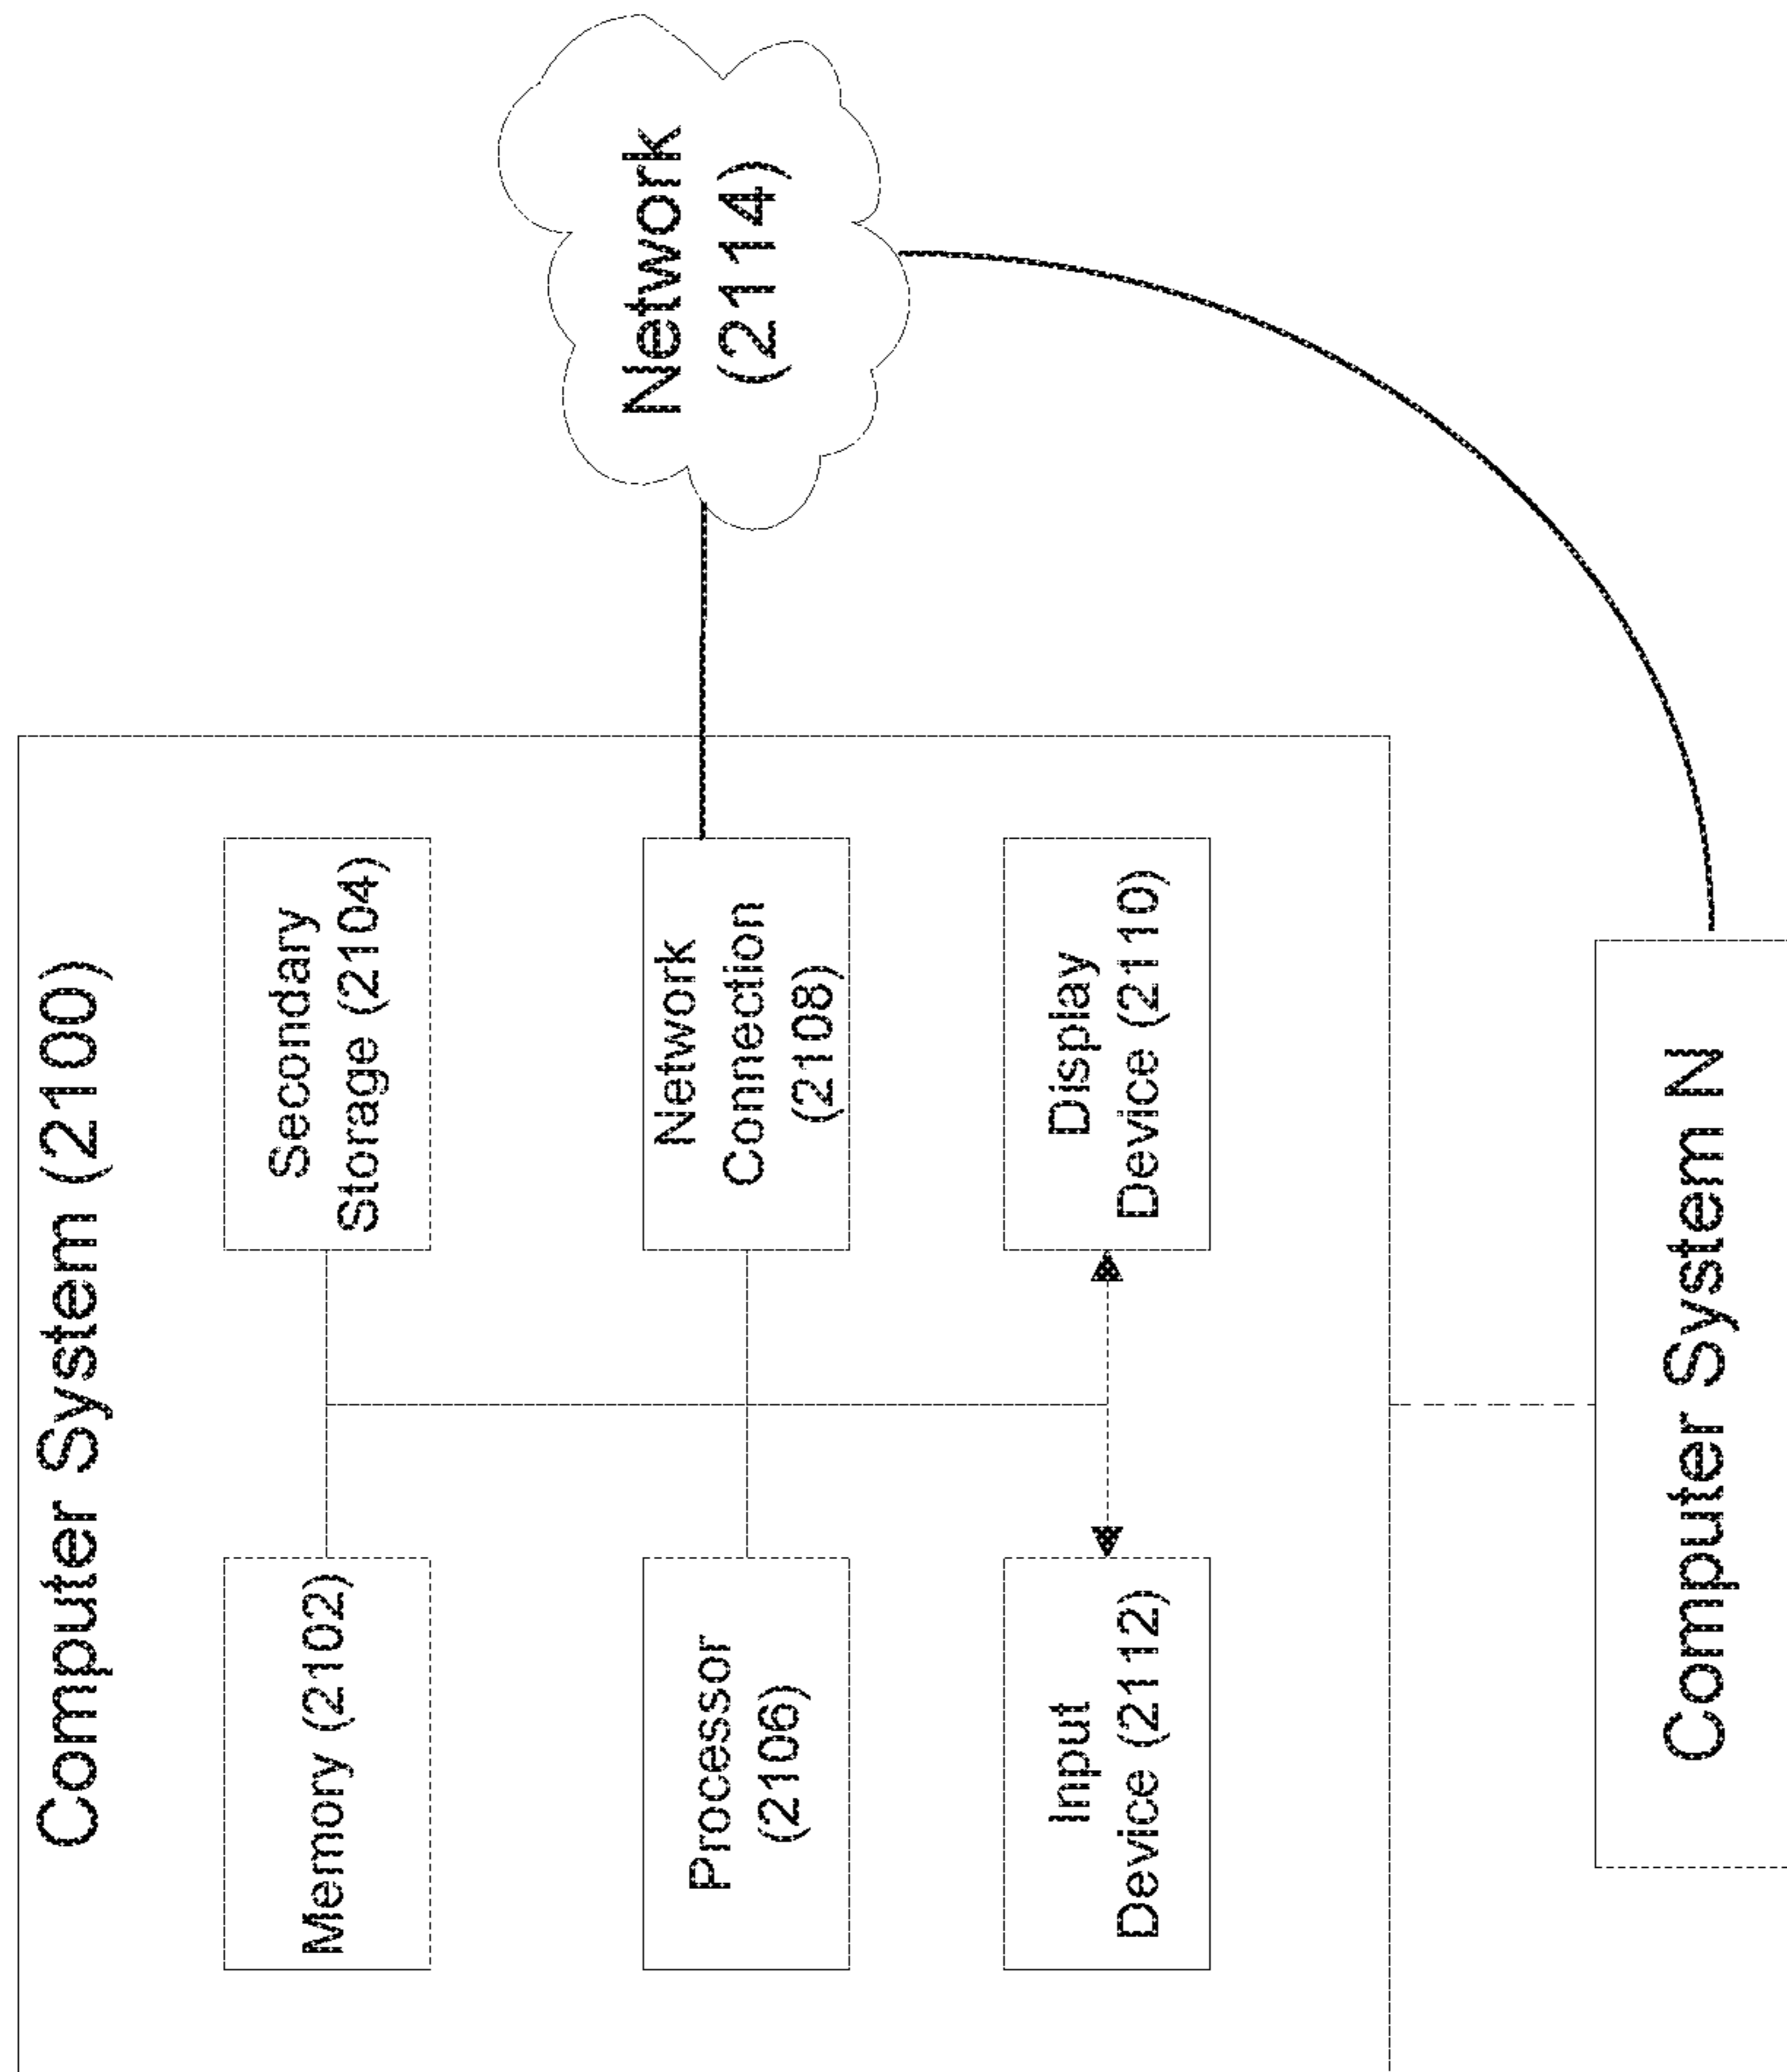 Computer System (2100)
Memory (2102)
Secondary
Storage (2104)
Processor
(2106)
Network
Connection
(2108)
Input
Device (2112)
Display
Device (2110)
Network
(2114)
Computer System N